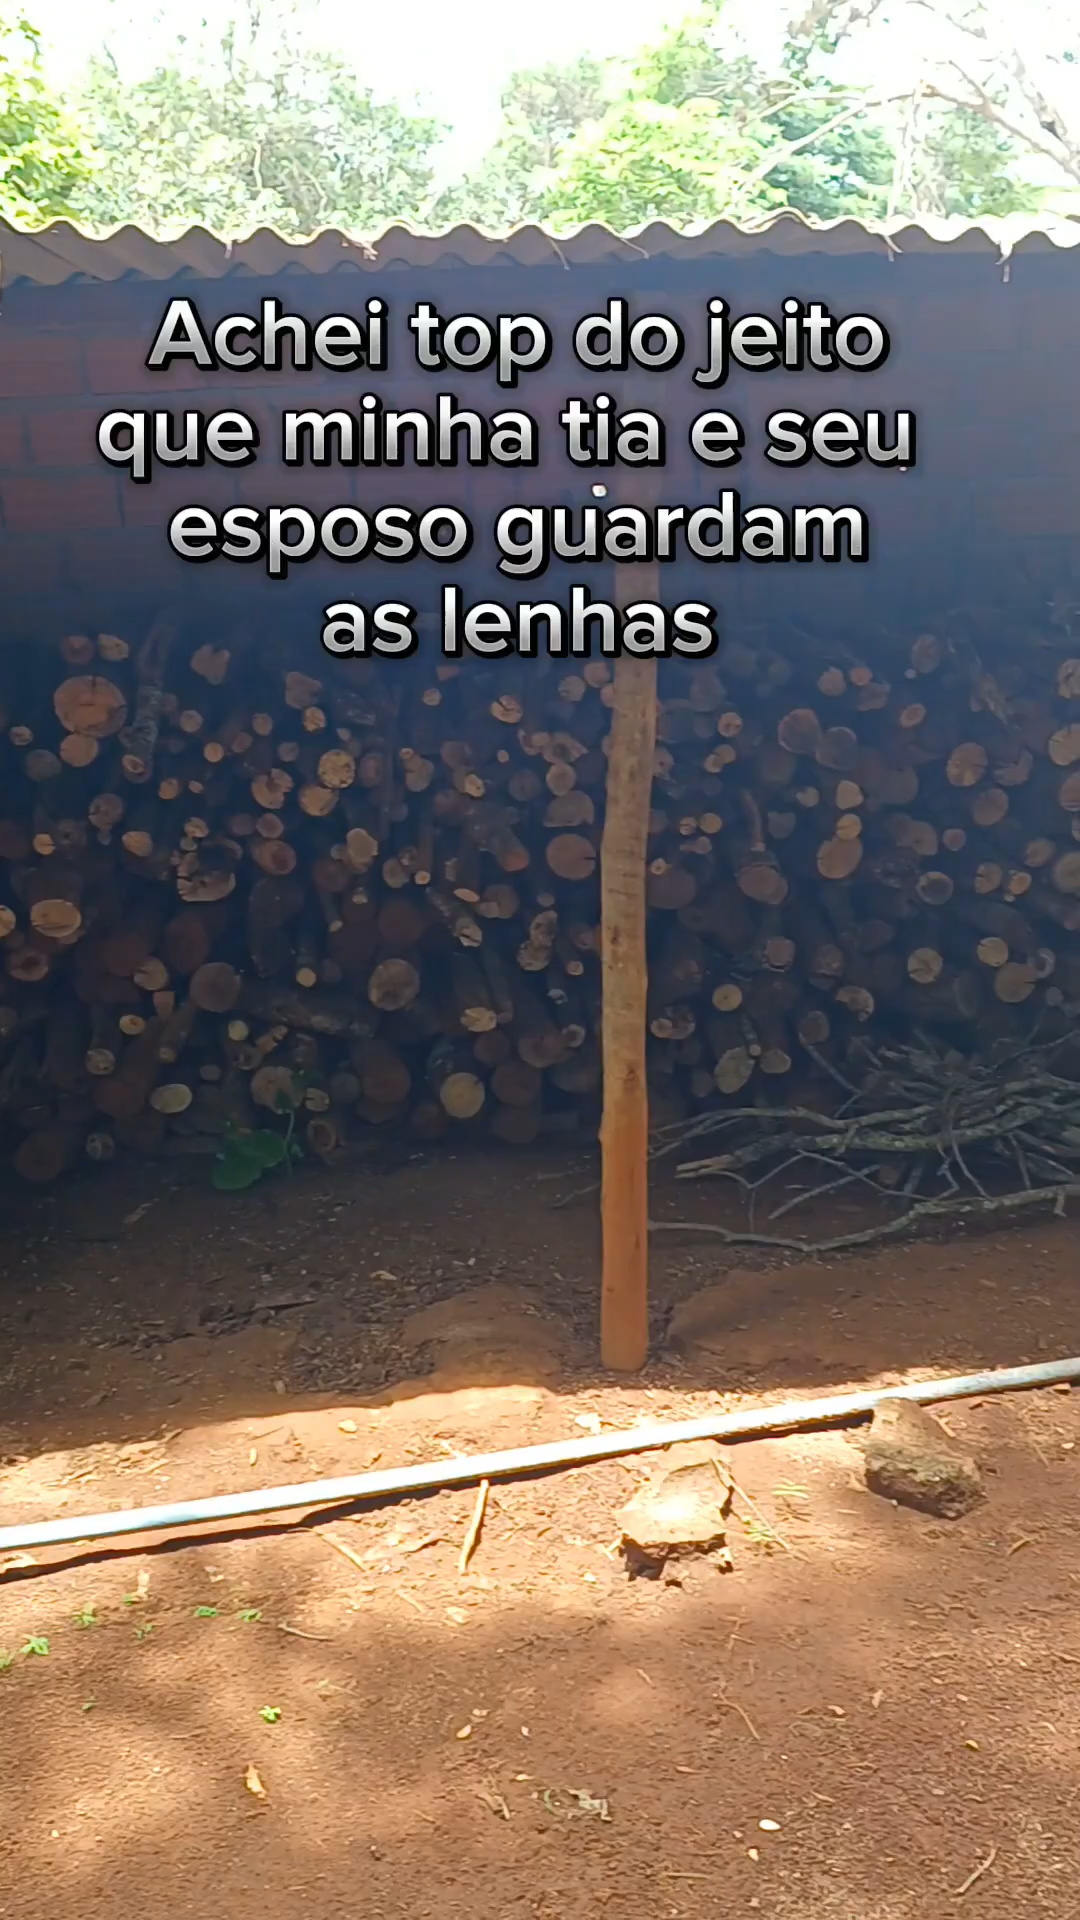 Achei top do jeito
que minha tia e seu
esposo guardam
as lenhas